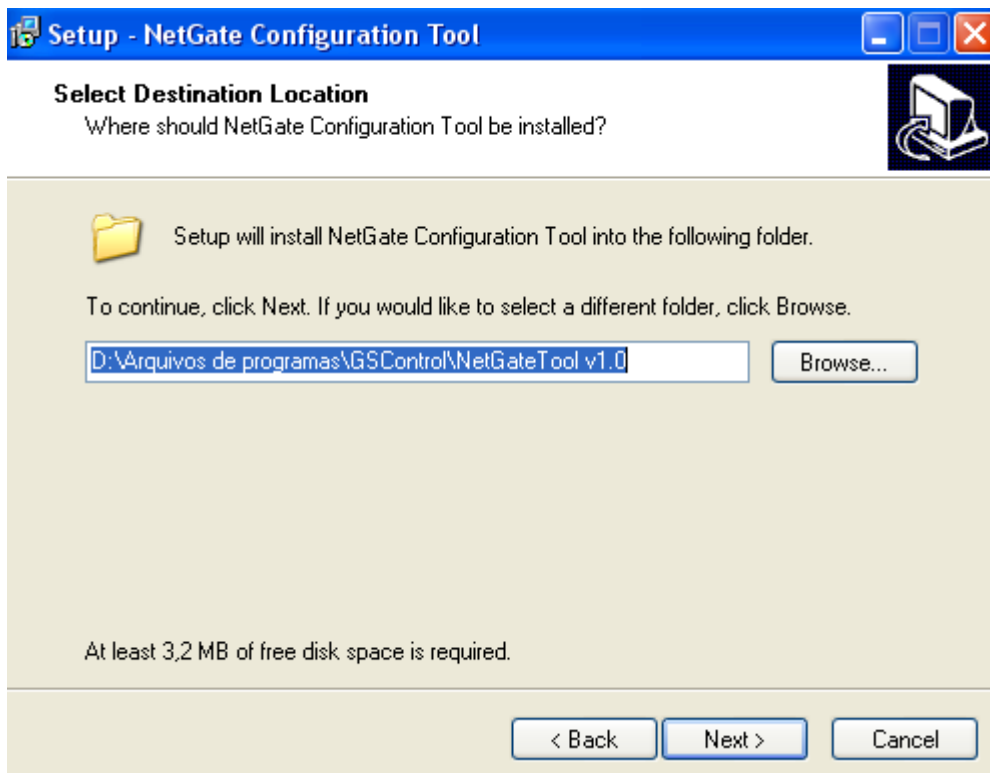 Setup - NetGate Configuration Tool
Select Destination Location
Where should NetGate Configuration Tool be installed?
Setup will install NetGate Configuration Tool into the following folder.
To continue, click Next. If you would like to select a different folder, click Browse.
D:\Arquivos de programas\GSControl\NetGateTool v1.0
Browse...
At least 3,2 MB of free disk space is required.
< Back
Next >
Cancel